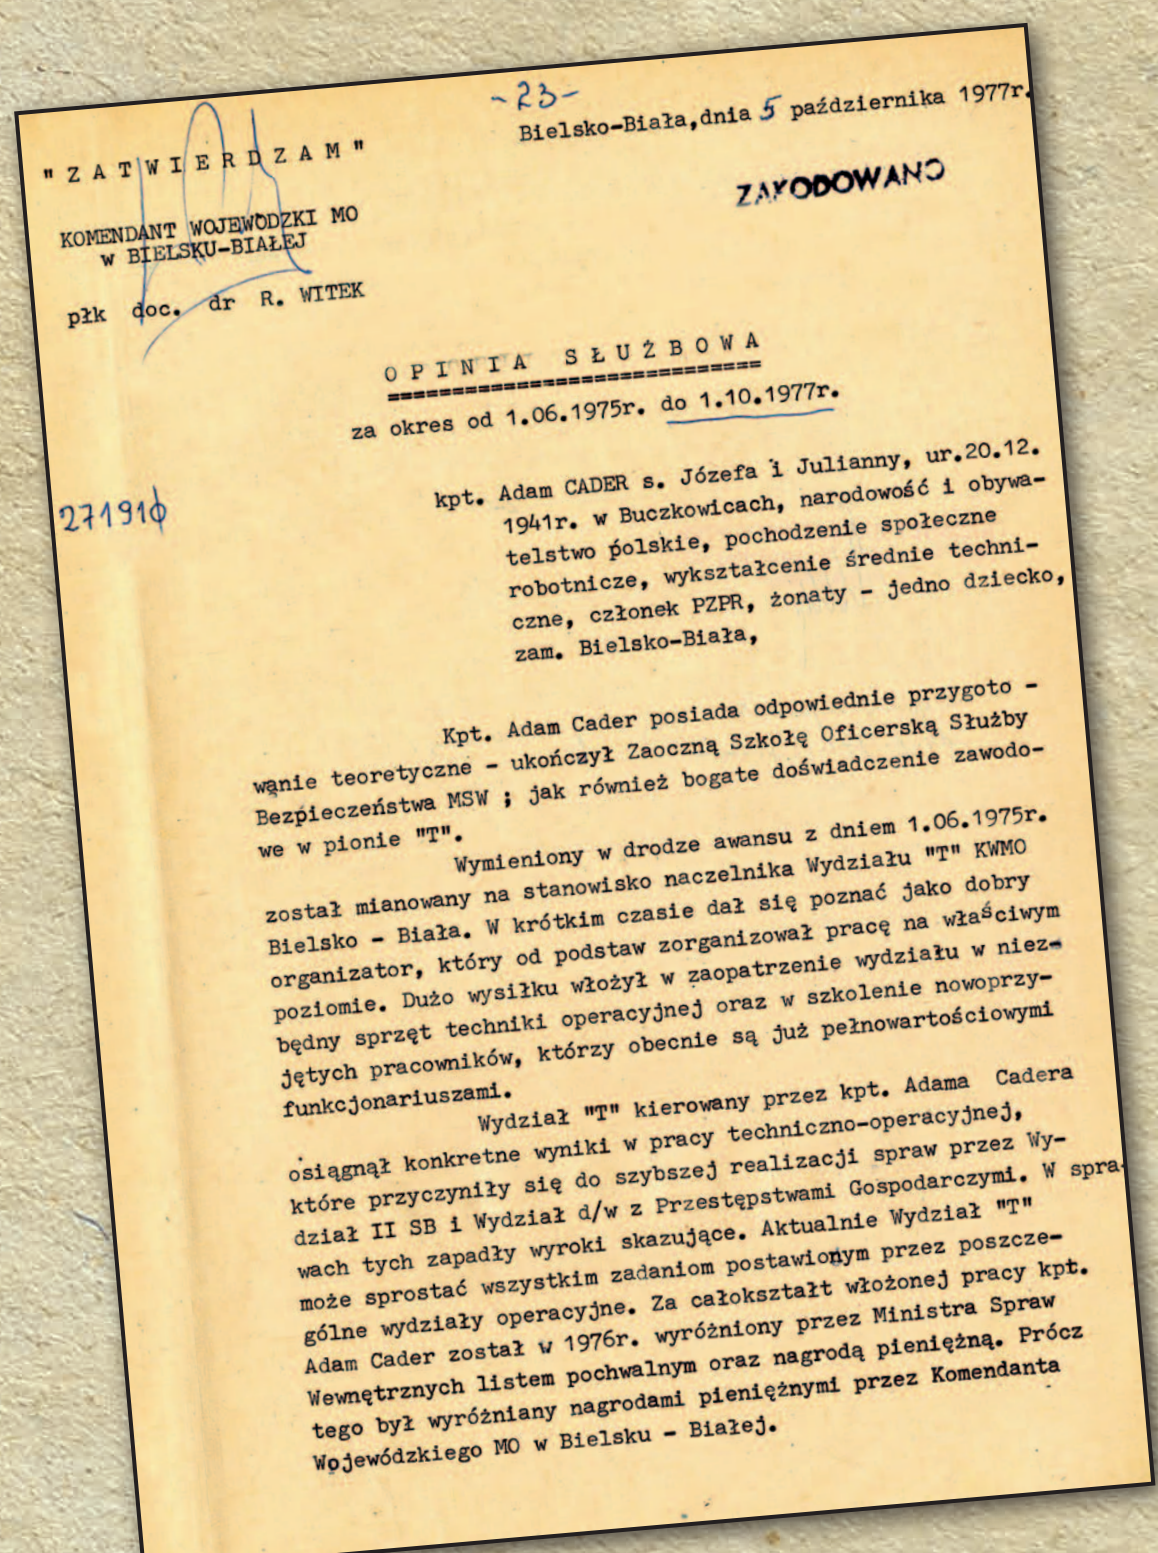 -23-
Bielsko-Biała,dnia 5 października 1977r.
"Z A T W I E R D Z A M"
ZAKODOWANO
KOMENDANT WOJEWÓDZKI MO
w BIELSKU-BIAŁEJ
płk doc. dr R. WITEK
O P I N I A  S Ł U Ż B O W A
============================
za okres od 1.06.1975r. do 1.10.1977r.
271910
kpt. Adam CADER s. Józefa i Julianny, ur.20.12.
1941r. w Buczkowicach, narodowość i obywa-
telstwo polskie, pochodzenie społeczne
robotnicze, wykształcenie średnie techni-
czne, członek PZPR, żonaty - jedno dziecko,
zam. Bielsko-Biała,
Kpt. Adam Cader posiada odpowiednie przygoto -
wanie teoretyczne - ukończył Zaoczną Szkołę Oficerską Służby
Bezpieczeństwa MSW ; jak również bogate doświadczenie zawodo-
we w pionie "T".
Wymieniony w drodze awansu z dniem 1.06.1975r.
został mianowany na stanowisko naczelnika Wydziału "T" KWMO
Bielsko - Biała. W krótkim czasie dał się poznać jako dobry
organizator, który od podstaw zorganizował pracę na właściwym
poziomie. Dużo wysiłku włożył w zaopatrzenie wydziału w niez-
będny sprzęt techniki operacyjnej oraz w szkolenie nowoprzy-
jętych pracowników, którzy obecnie są już pełnowartościowymi
funkcjonariuszami.
Wydział "T" kierowany przez kpt. Adama Cadera
osiągnął konkretne wyniki w pracy techniczno-operacyjnej,
które przyczyniły się do szybszej realizacji spraw przez Wy-
dział II SB i Wydział d/w z Przestępstwami Gospodarczymi. W spra-
wach tych zapadły wyroki skazujące. Aktualnie Wydział "T"
może sprostać wszystkim zadaniom postawionym przez poszcze-
gólne wydziały operacyjne. Za całokształt włożonej pracy kpt.
Adam Cader został w 1976r. wyróżniony przez Ministra Spraw
Wewnętrznych listem pochwalnym oraz nagrodą pieniężną. Prócz
tego był wyróżniany nagrodami pieniężnymi przez Komendanta
Wojewódzkiego MO w Bielsku - Białej.